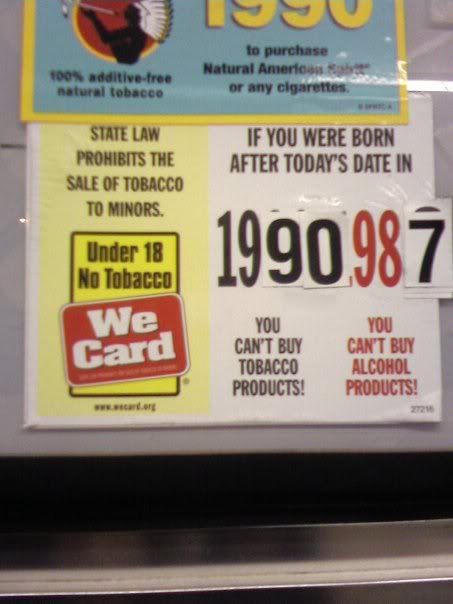 1990
to purchase
Natural American Spirit
or any cigarettes.
100% additive-free
natural tobacco
STATE LAW
PROHIBITS THE
SALE OF TOBACCO
TO MINORS.
Under 18
No Tobacco
We
Card
®
www.wecard.org
IF YOU WERE BORN
AFTER TODAY'S DATE IN
1990 987
YOU
CAN'T BUY
TOBACCO
PRODUCTS!
YOU
CAN'T BUY
ALCOHOL
PRODUCTS!
27216